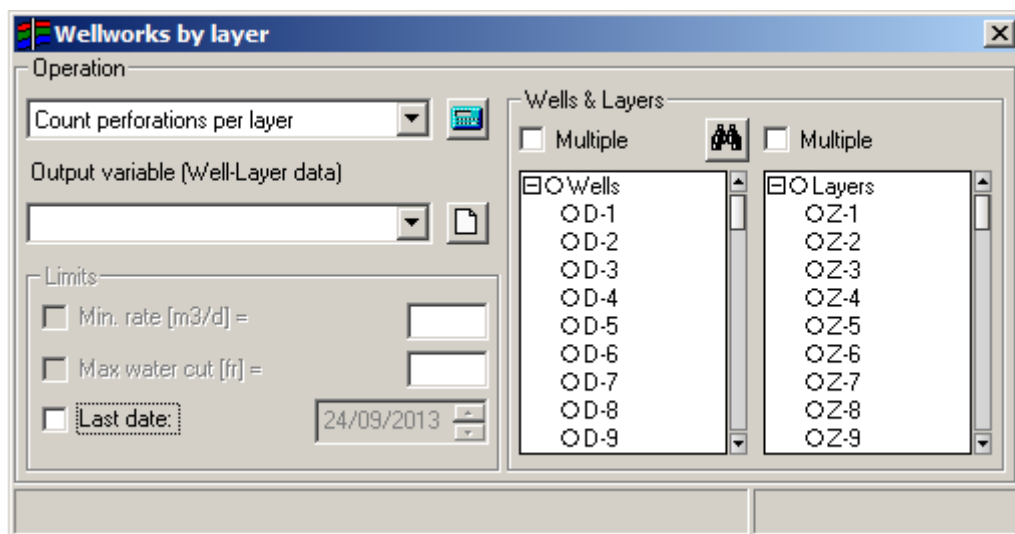 Wellworks by layer
Operation
Count perforations per layer
Output variable (Well-Layer data)
Limits
Min. rate [m3/d] =
Max water cut [fr] =
Last date:
24/09/2013
Wells & Layers
Multiple
Multiple
Wells
D-1
D-2
D-3
D-4
D-5
D-6
D-7
D-8
D-9
Layers
Z-1
Z-2
Z-3
Z-4
Z-5
Z-6
Z-7
Z-8
Z-9